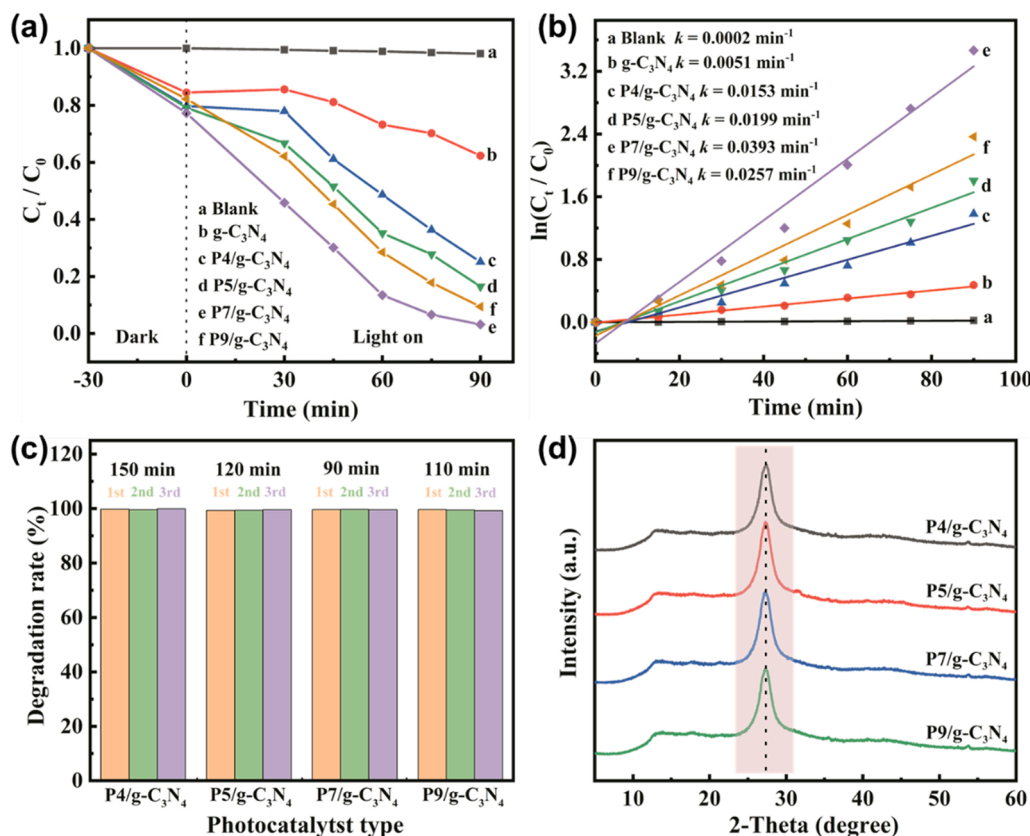 (a)
1.0
0.8
0.6
0.4
0.2
0.0
C₁ / C₀
a
b
c
d
f
e
a Blank
b g-C₃N₄
c P4/g-C₃N₄
d P5/g-C₃N₄
e P7/g-C₃N₄
f P9/g-C₃N₄
Dark
Light on
-30
0
30
60
90
Time (min)
(b)
3.2
2.4
1.6
0.8
0.0
ln(Cₜ / C₀)
a Blank k = 0.0002 min⁻¹
b g-C₃N₄ k = 0.0051 min⁻¹
c P4/g-C₃N₄ k = 0.0153 min⁻¹
d P5/g-C₃N₄ k = 0.0199 min⁻¹
e P7/g-C₃N₄ k = 0.0393 min⁻¹
f P9/g-C₃N₄ k = 0.0257 min⁻¹
e
f
d
c
b
a
0
20
40
60
80
100
Time (min)
(c)
120
100
80
60
40
20
0
Degradation rate (%)
150 min 120 min 90 min 110 min
1st 2nd 3rd 1st 2nd 3rd 1st 2nd 3rd 1st 2nd 3rd
P4/g-C₃N₄ P5/g-C₃N₄ P7/g-C₃N₄ P9/g-C₃N₄
Photocatalytst type
(d)
Intensity (a.u.)
P4/g-C₃N₄
P5/g-C₃N₄
P7/g-C₃N₄
P9/g-C₃N₄
10
20
30
40
50
60
2-Theta (degree)